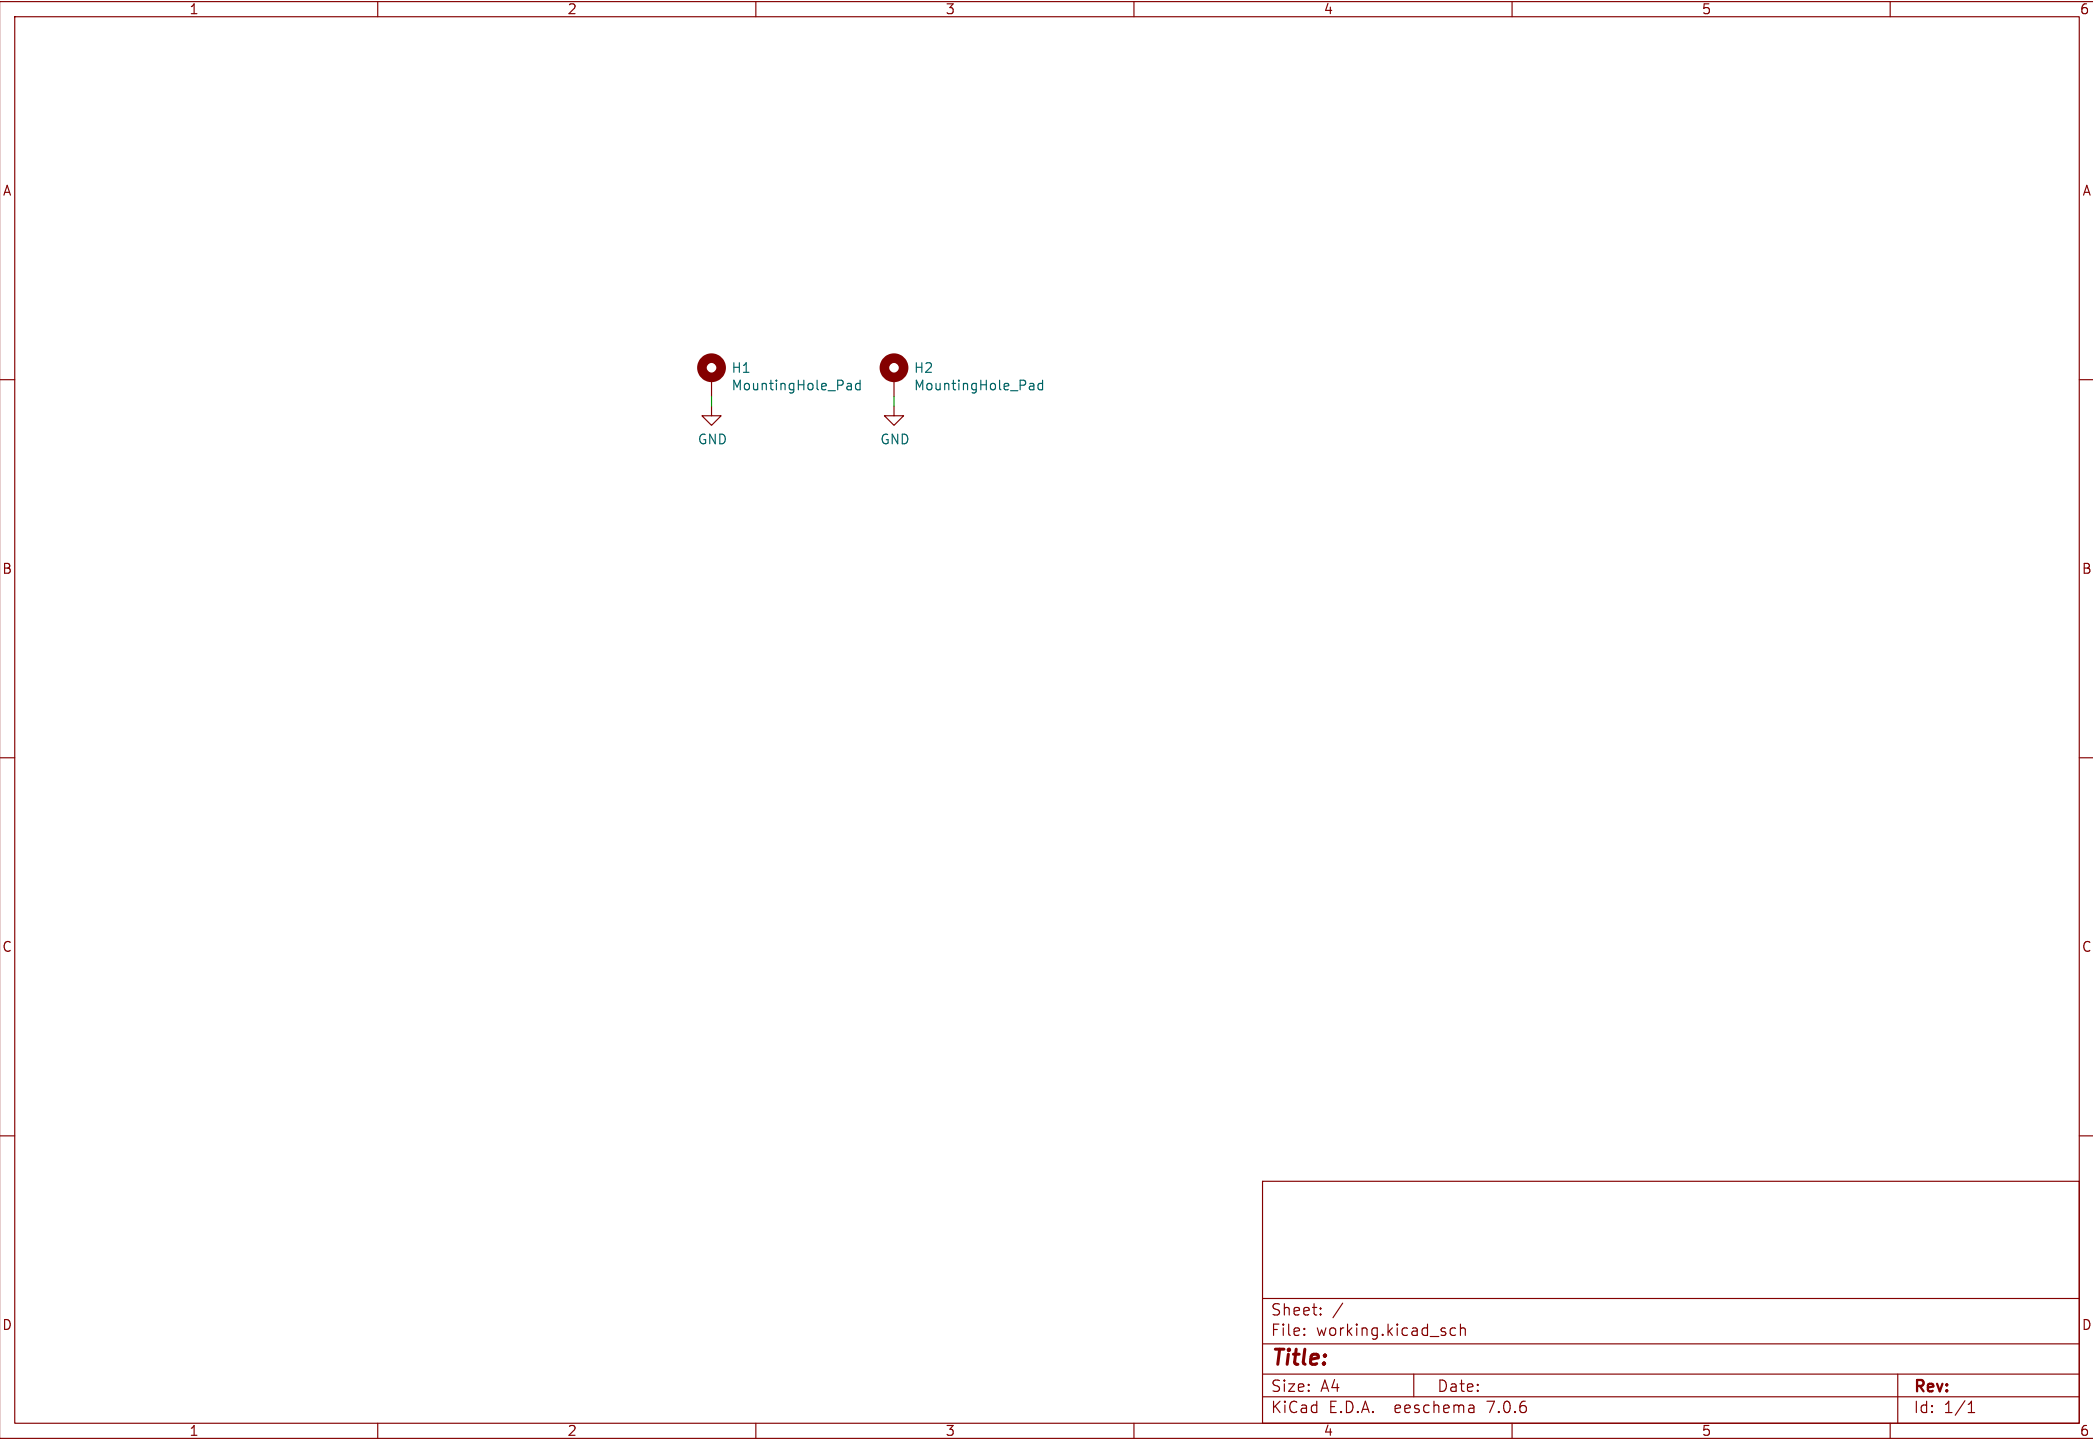 1 2 3 4 5 6
A A
H1 H2
MountingHole_Pad MountingHole_Pad
GND GND
B B
C C
Sheet: /
File: working.kicad_sch
D D
Title:
Size: A4 Date: Rev:
KiCad E.D.A. eeschema 7.0.6 Id: 1/1
1 2 3 4 5 6